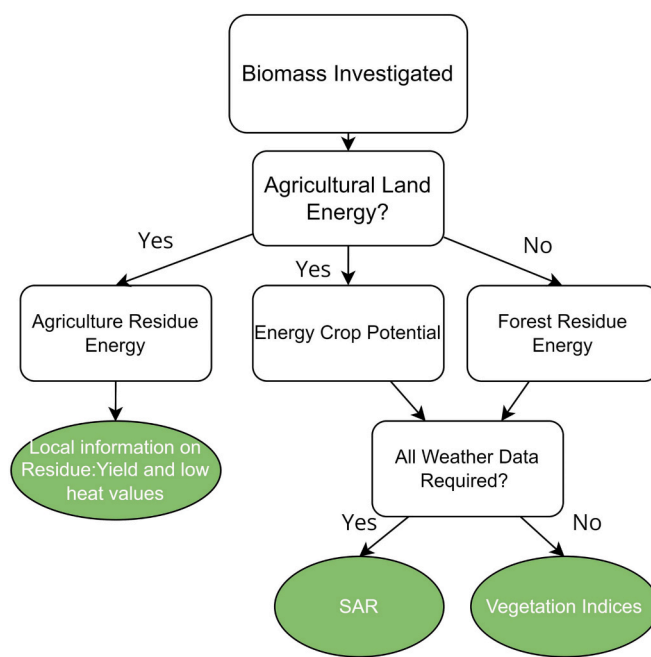 Biomass Investigated
Agricultural Land
Energy?
Yes
Yes
No
Agriculture Residue
Energy
Energy Crop Potential
Forest Residue
Energy
Local information on
Residue:Yield and low
heat values
All Weather Data
Required?
Yes
No
SAR
Vegetation Indices